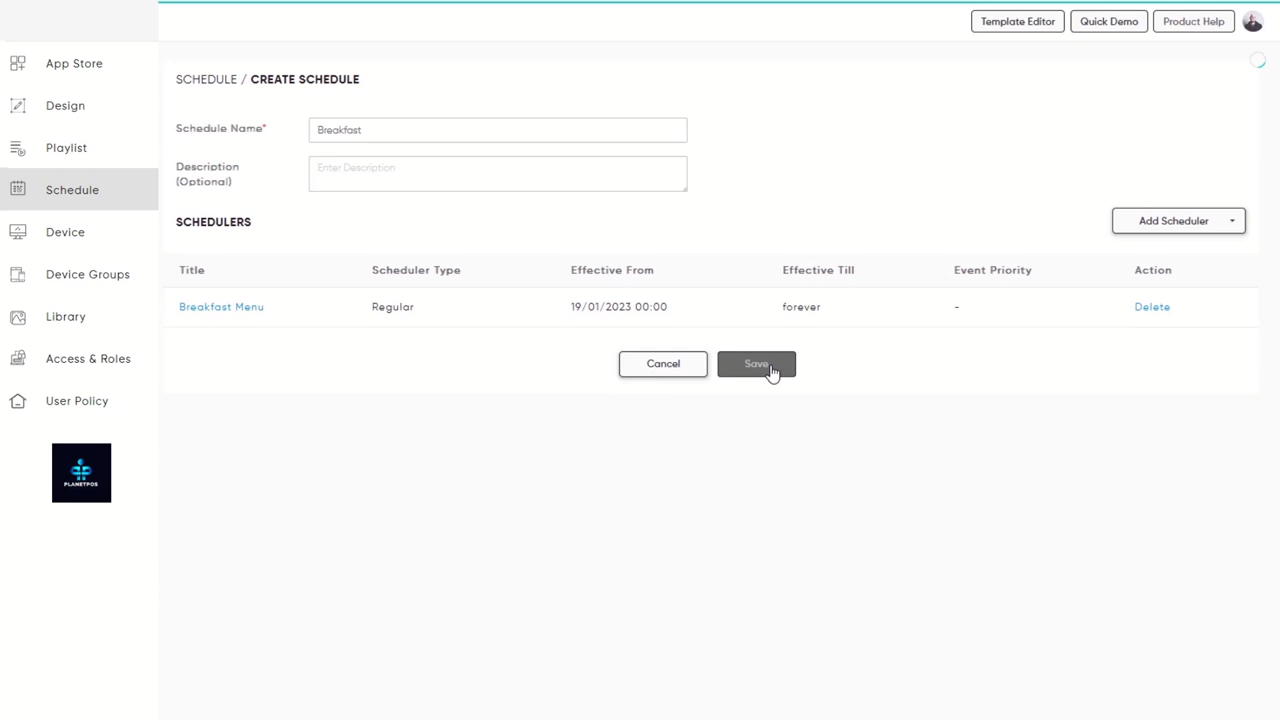 Template Editor
Quick Demo
Product Help
App Store
Design
Playlist
Schedule
Device
Device Groups
Library
Access & Roles
User Policy
PLANETPOS
SCHEDULE / CREATE SCHEDULE
Schedule Name*
Breakfast
Description
(Optional)
Enter Description
SCHEDULERS
Add Scheduler
Title Scheduler Type Effective From Effective Till Event Priority Action
Breakfast Menu Regular 19/01/2023 00:00 forever - Delete
Cancel
Save